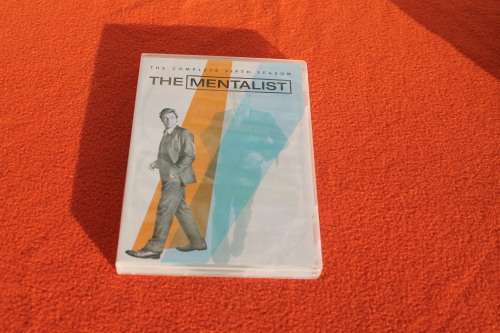 THE COMPLETE FIFTH SEASON
THE MENTALIST